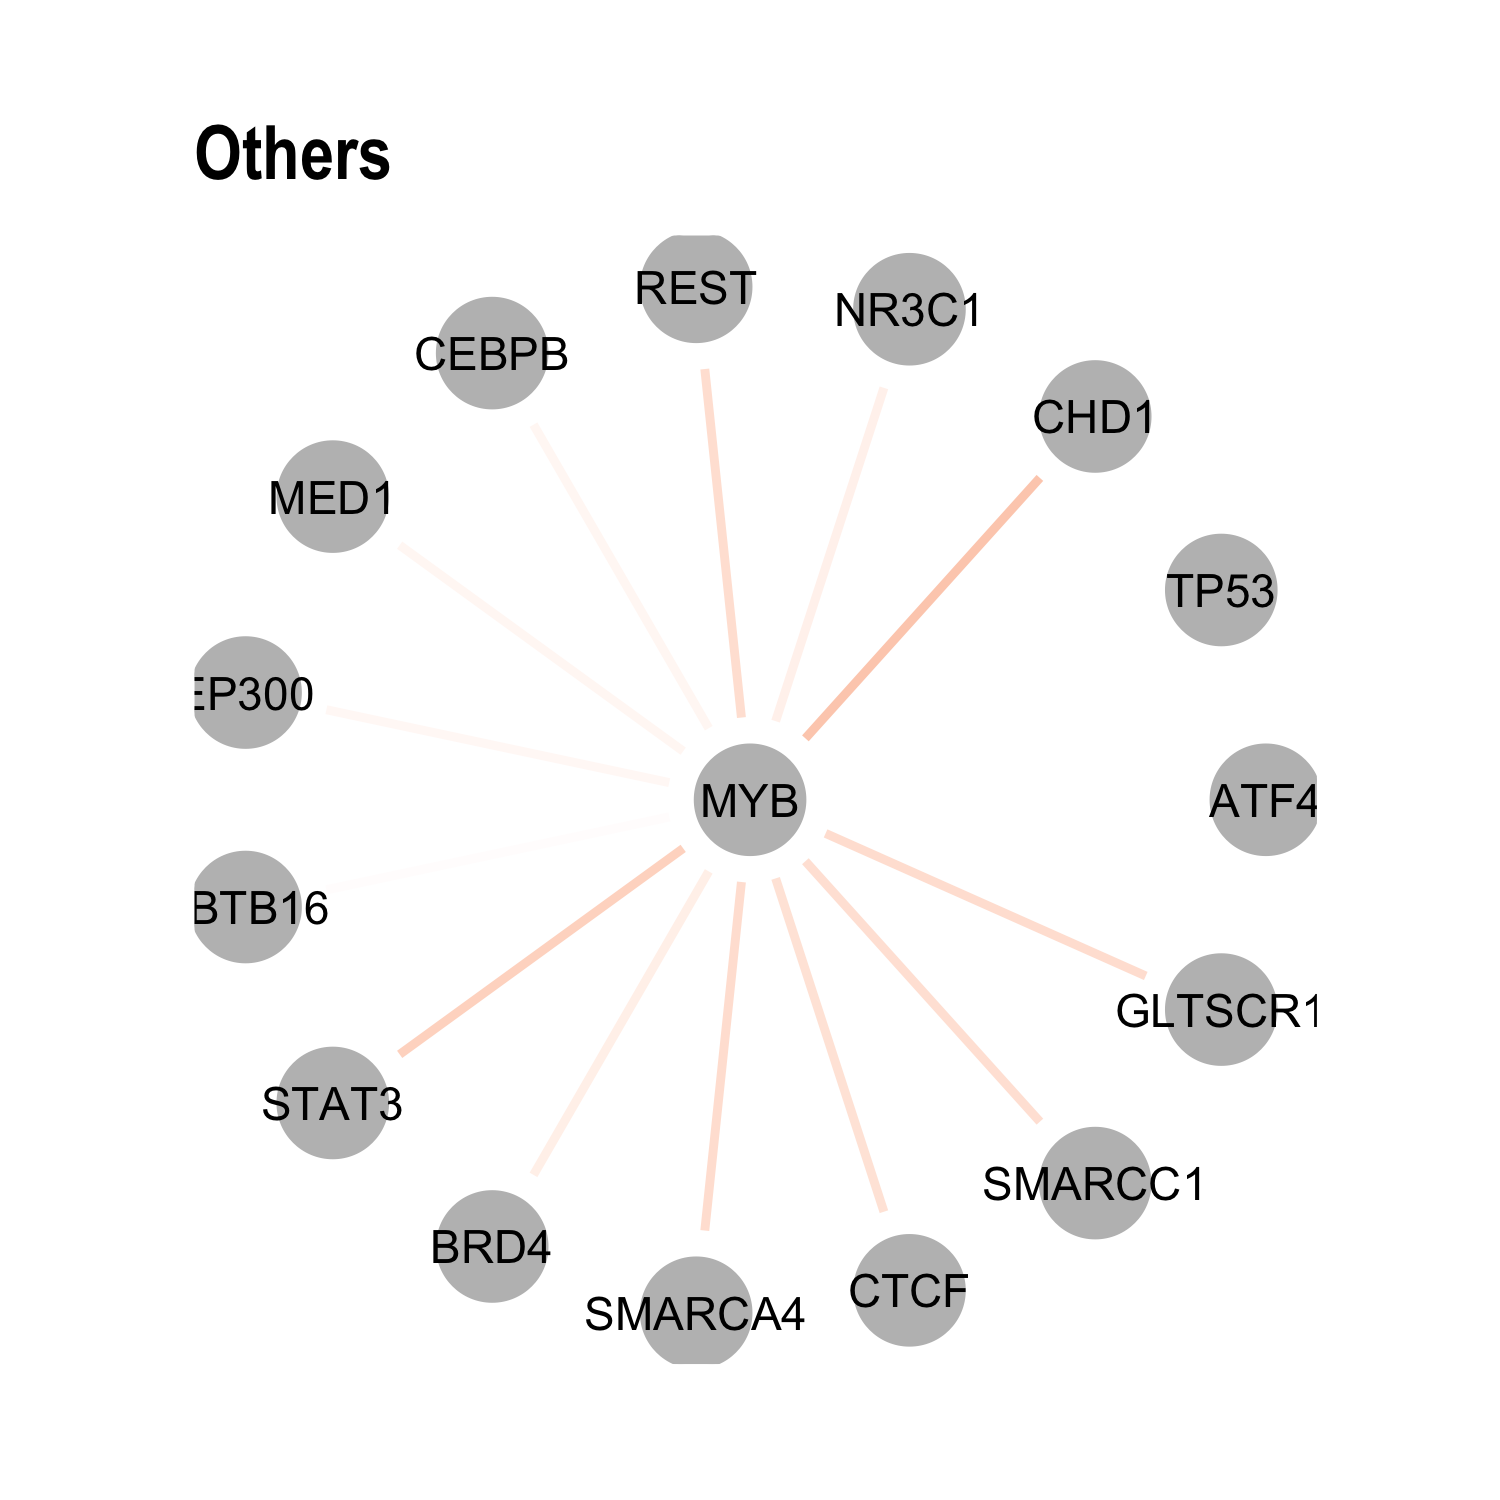 Others
REST
NR3C1
CEBPB
CHD1
MED1
TP53
EP300
MYB
ATF4
BTB16
GLTSCR1
STAT3
SMARCC1
BRD4
CTCF
SMARCA4